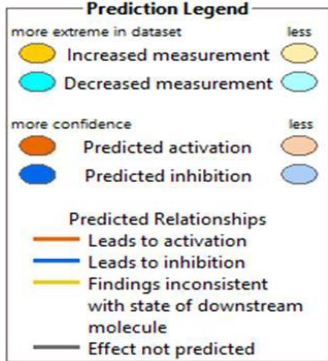 Prediction Legend
more extreme in dataset less
Increased measurement
Decreased measurement
more confidence less
Predicted activation
Predicted inhibition
Predicted Relationships
Leads to activation
Leads to inhibition
Findings inconsistent
with state of downstream
molecule
Effect not predicted